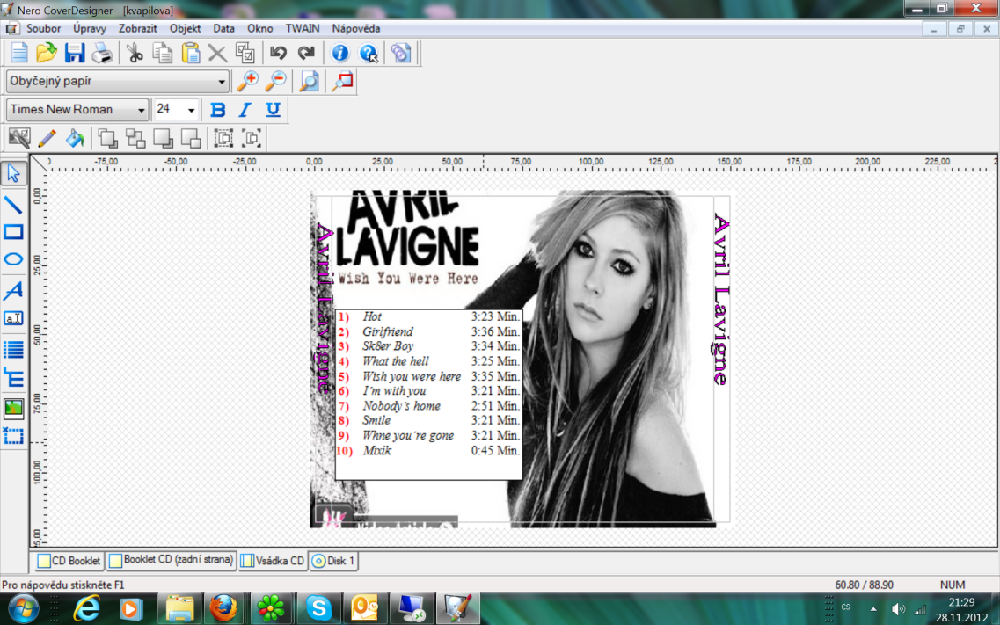 Nero CoverDesigner - [kvapilova]
Soubor Úpravy Zobrazit Objekt Data Okno TWAIN Nápověda
Obyčejný papír
Times New Roman 24 B I U
-75,00 -50,00 -25,00 0,00 25,00 50,00 75,00 100,00 125,00 150,00 175,00 200,00 225,00
0,00
25,00
50,00
75,00
100,00
AVRIL
LAVIGNE
Wish You Were Here
Avril Lavigne
Avril Lavigne
1) Hot 3:23 Min.
2) Girlfriend 3:36 Min.
3) Sk8er Boy 3:34 Min.
4) What the hell 3:25 Min.
5) Wish you were here 3:35 Min.
6) I´m with you 3:21 Min.
7) Nobody´s home 2:51 Min.
8) Smile 3:21 Min.
9) Whne you´re gone 3:21 Min.
10) Mixik 0:45 Min.
CD Booklet Booklet CD (zadní strana) Vsádka CD Disk 1
Pro nápovědu stiskněte F1 60.80 / 88.90 NUM
CS 21:29
28.11.2012